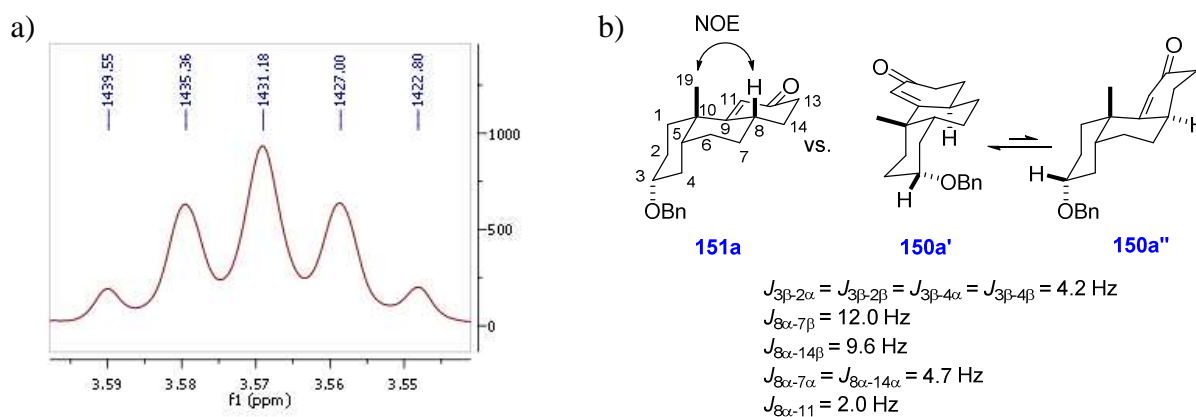 a)
1439.55
1435.36
1431.18
1427.00
1422.80
1000
500
0
3.59
3.58
3.57
3.56
3.55
f1 (ppm)
b)
NOE
19
H
O
11
1
10
13
9
8
14
5
6
2
7
3
4
OBn
151a
vs.
O
H
OBn
H
150a'
O
H
H
OBn
150a"
J3β-2α = J3β-2β = J3β-4α = J3β-4β = 4.2 Hz
J8α-7β = 12.0 Hz
J8α-14β = 9.6 Hz
J8α-7α = J8α-14α = 4.7 Hz
J8α-11 = 2.0 Hz